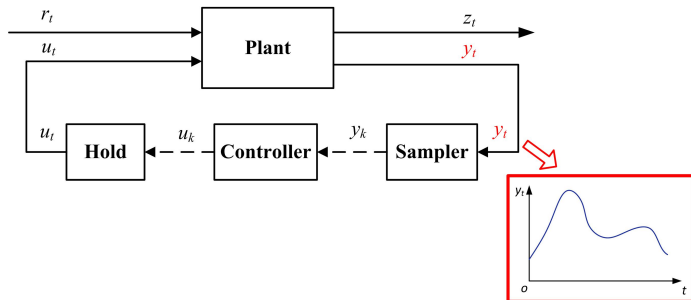 r_t
z_t
Plant
u_t
y_t
u_t
Hold
u_k
Controller
y_k
Sampler
y_t
y_t
o
t